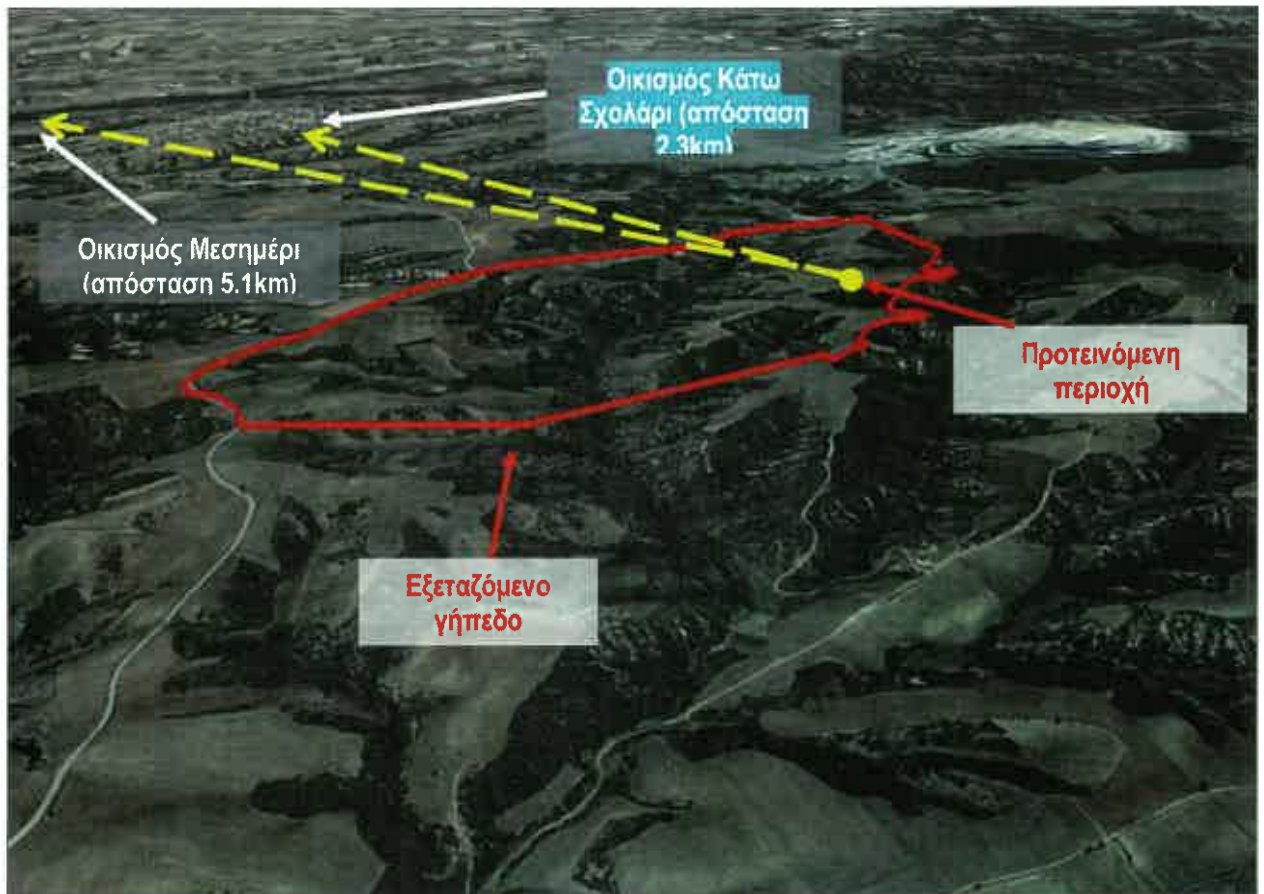 Οικισμός Κάτω
Σχολάρι (απόσταση
2.3km)
Οικισμός Μεσημέρι
(απόσταση 5.1km)
Προτεινόμενη
περιοχή
Εξεταζόμενο
γήπεδο